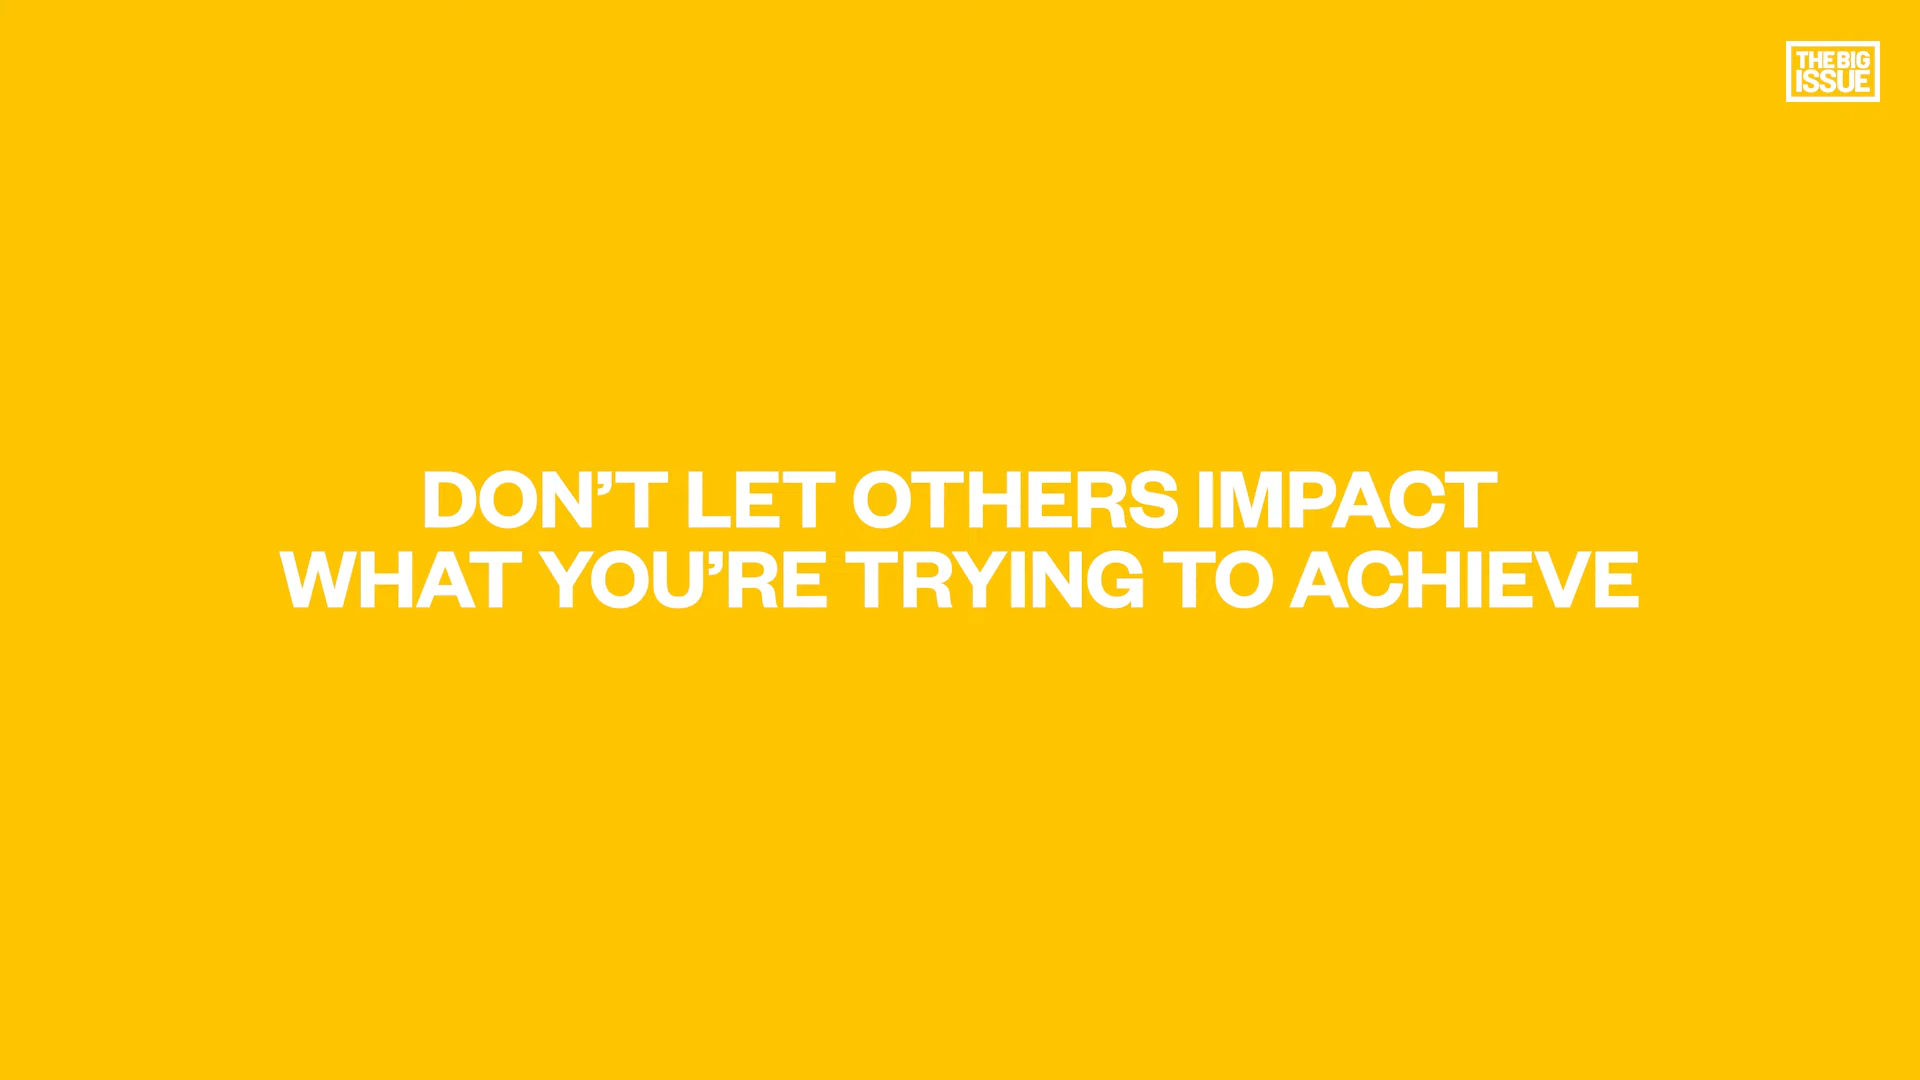 THE BIG
ISSUE
DON’T LET OTHERS IMPACT
WHAT YOU’RE TRYING TO ACHIEVE